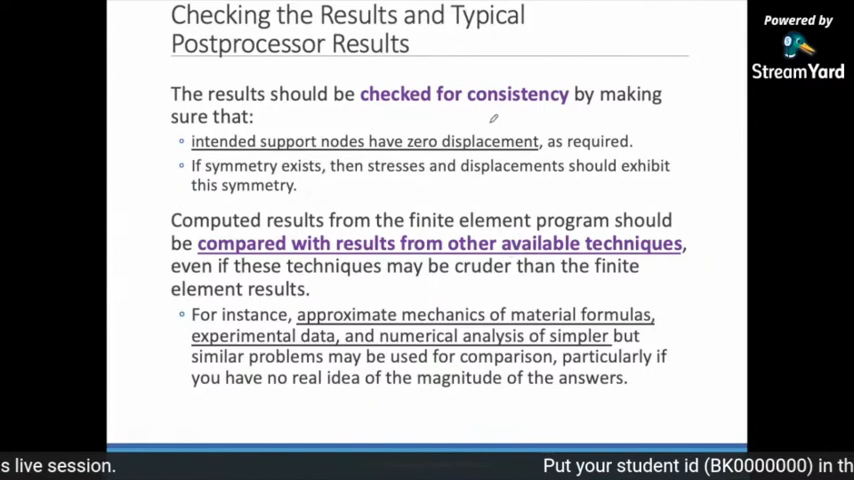 Checking the Results and Typical
Postprocessor Results
Powered by
StreamYard
The results should be checked for consistency by making
sure that:
intended support nodes have zero displacement, as required.
If symmetry exists, then stresses and displacements should exhibit
this symmetry.
Computed results from the finite element program should
be compared with results from other available techniques,
even if these techniques may be cruder than the finite
element results.
For instance, approximate mechanics of material formulas,
experimental data, and numerical analysis of simpler but
similar problems may be used for comparison, particularly if
you have no real idea of the magnitude of the answers.
s live session.
Put your student id (BK0000000) in th